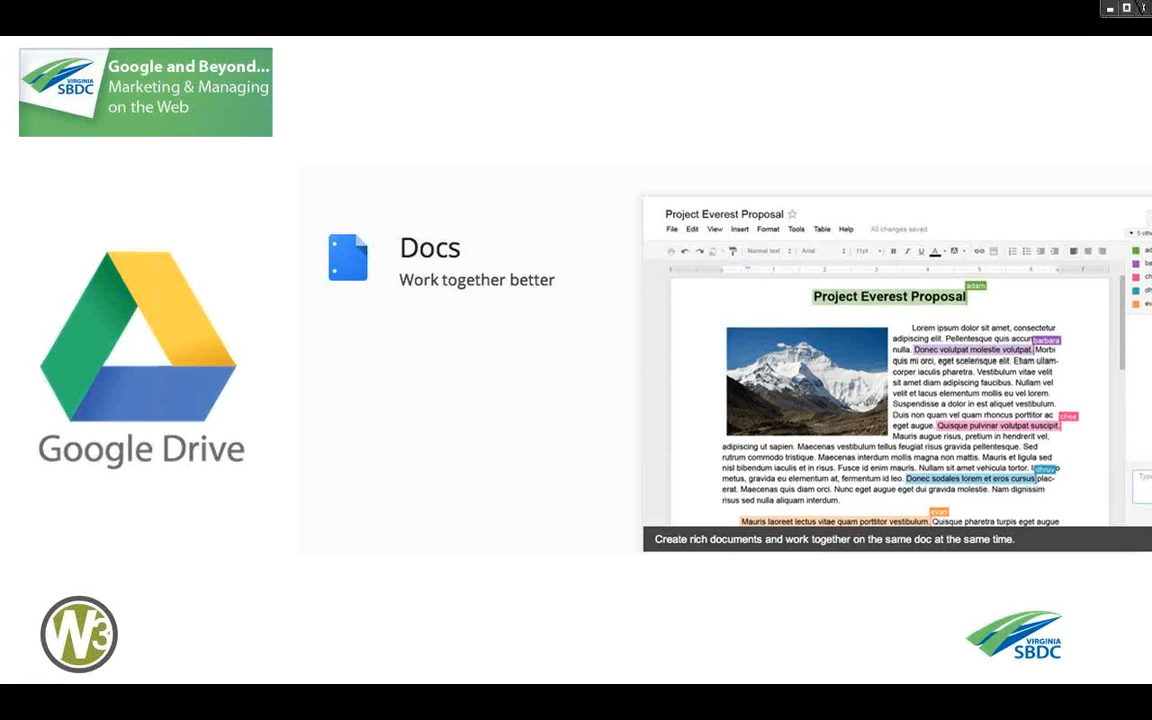 Google and Beyond...
Marketing & Managing
on the Web
VIRGINIA
SBDC
Google Drive
Docs
Work together better
Project Everest Proposal
File Edit View Insert Format Tools Table Help All changes saved
Normal text Arial 11pt
adam
Project Everest Proposal
Lorem ipsum dolor sit amet, consectetur
adipiscing elit. Pellentesque quis accum
barbara
nulla. Donec volutpat molestie volutpat. Morbi
quis mi orci, eget scelerisque elit. Etiam ullam-
corper iaculis pharetra. Vestibulum vitae velit
sit amet diam adipiscing faucibus. Nullam vel
velit et lacus elementum mollis eu vel lorem.
Suspendisse a dolor in est aliquet vestibulum.
Duis non quam vel quam rhoncus porttitor ac
chee
eget augue. Quisque pulvinar volutpat suscipit.
Mauris augue risus, pretium in hendrerit vel,
adipiscing ut sapien. Maecenas vestibulum tellus feugiat risus gravida pellentesque. Sed
rutrum commodo tristique. Maecenas interdum mollis magna non mattis. Mauris et ligula sed
nisl bibendum iaculis et in risus. Fusce id enim mauris. Nullam sit amet vehicula tortor.
dhruv
metus, gravida eu elementum at, fermentum id leo. Donec sodales lorem et eros cursus plac-
erat. Maecenas quis diam orci. Nunc eget augue eget dui gravida molestie. Nam dignissim
risus sed nulla aliquam interdum.
evan
Mauris laoreet lectus vitae quam porttitor vestibulum. Quisque pharetra turpis eget augue
Create rich documents and work together on the same doc at the same time.
W3
VIRGINIA
SBDC